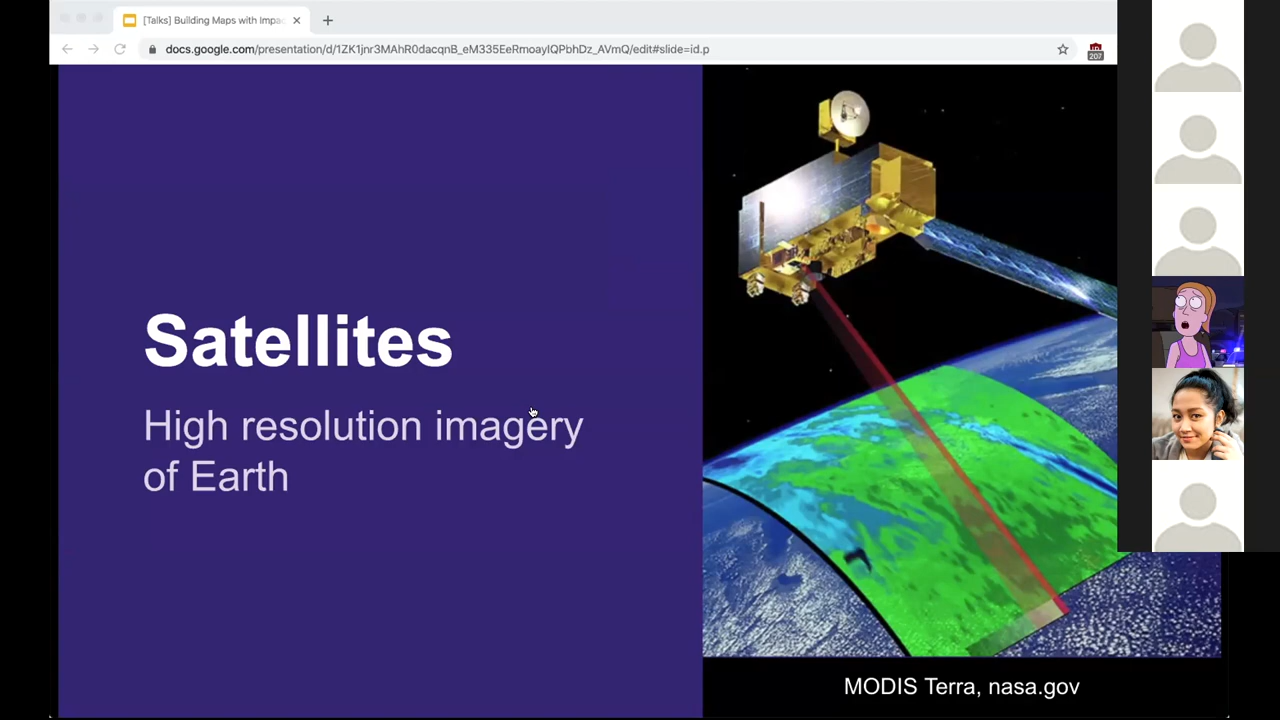 [Talks] Building Maps with Impa
docs.google.com/presentation/d/1ZK1jnr3MAhR0dacqnB_eM335EeRmoayIQPbhDz_AVmQ/edit#slide=id.p
207
Satellites
High resolution imagery
of Earth
MODIS Terra, nasa.gov